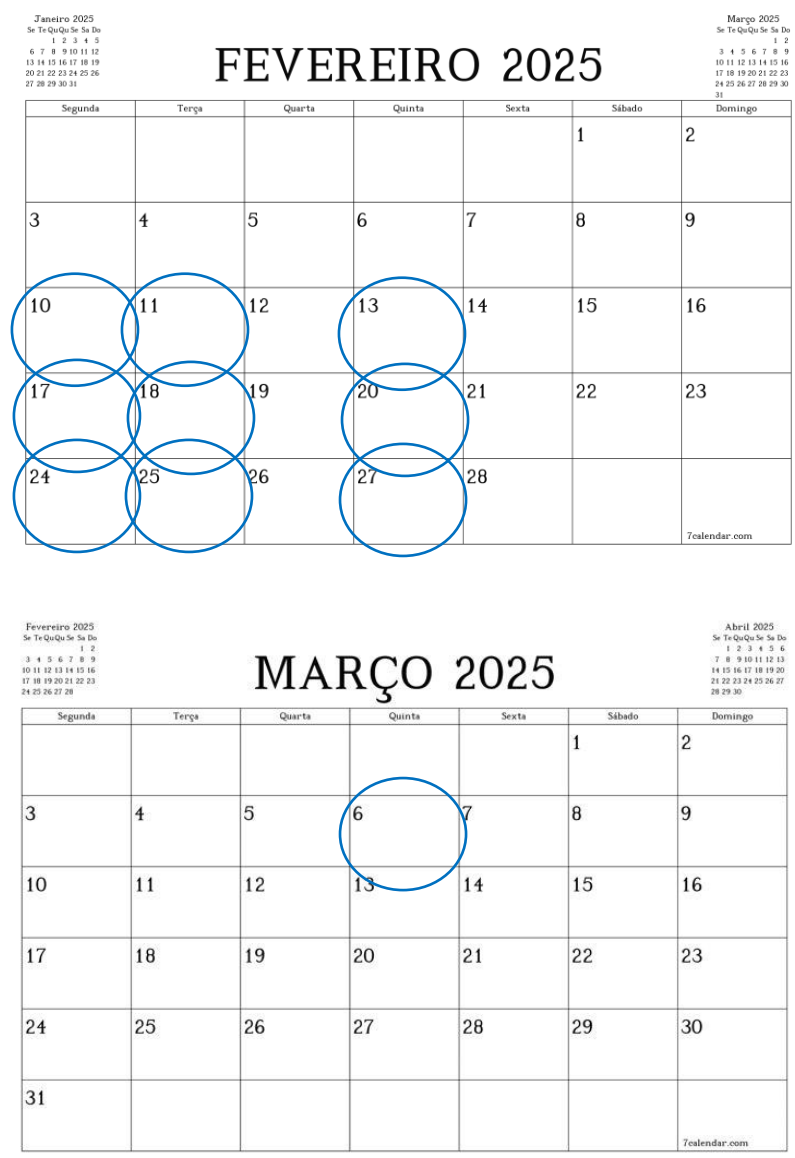 Janeiro 2025
Se Te Qu Qu Se Sa Do
1 2 3 4 5
6 7 8 9 10 11 12
13 14 15 16 17 18 19
20 21 22 23 24 25 26
27 28 29 30 31
FEVEREIRO 2025
Março 2025
Se Te Qu Qu Se Sa Do
1 2
3 4 5 6 7 8 9
10 11 12 13 14 15 16
17 18 19 20 21 22 23
24 25 26 27 28 29 30
31
Segunda Terça Quarta Quinta Sexta Sábado Domingo
1 2
3 4 5 6 7 8 9
10 11 12 13 14 15 16
17 18 19 20 21 22 23
24 25 26 27 28
7calendar.com
Fevereiro 2025
Se Te Qu Qu Se Sa Do
1 2
3 4 5 6 7 8 9
10 11 12 13 14 15 16
17 18 19 20 21 22 23
24 25 26 27 28
MARÇO 2025
Abril 2025
Se Te Qu Qu Se Sa Do
1 2 3 4 5 6
7 8 9 10 11 12 13
14 15 16 17 18 19 20
21 22 23 24 25 26 27
28 29 30
Segunda Terça Quarta Quinta Sexta Sábado Domingo
1 2
3 4 5 6 7 8 9
10 11 12 13 14 15 16
17 18 19 20 21 22 23
24 25 26 27 28 29 30
31
7calendar.com